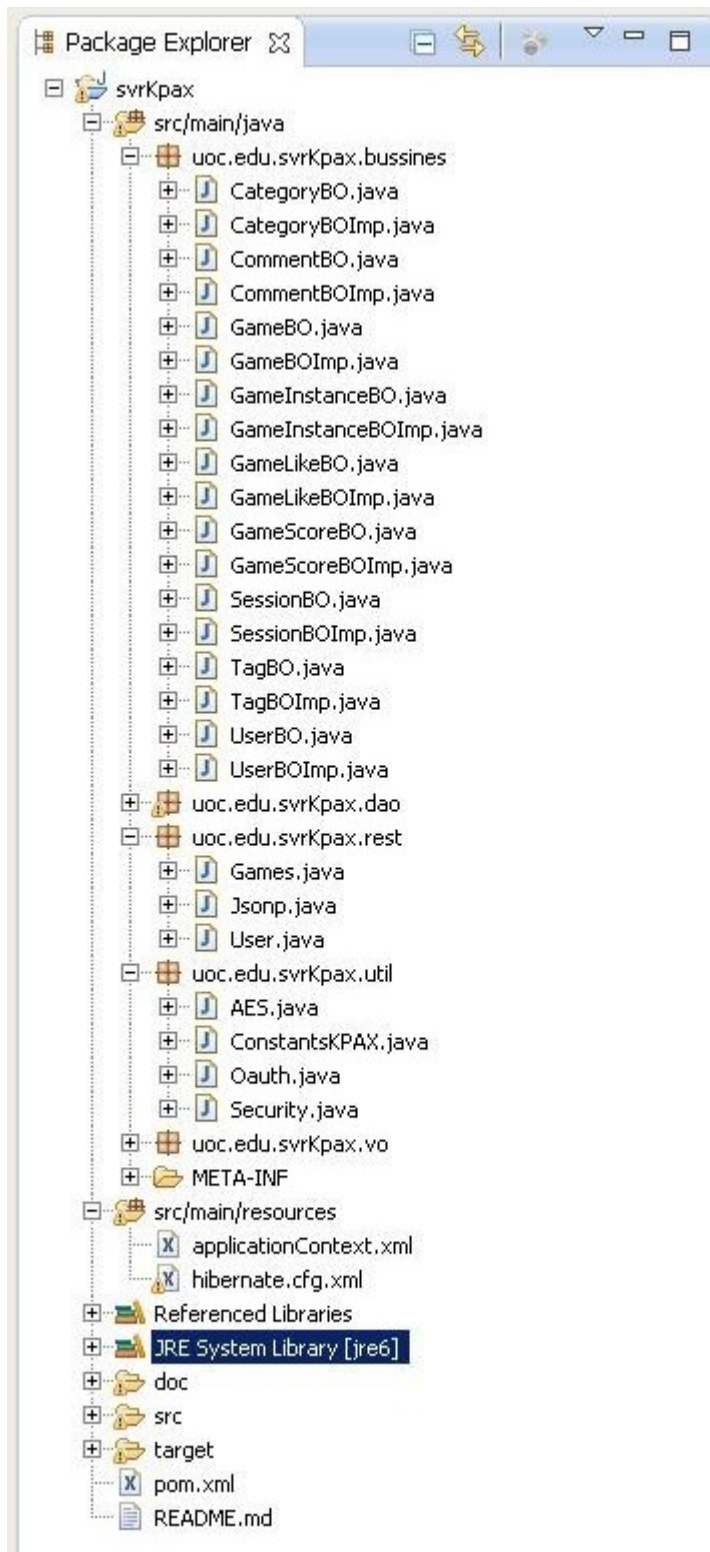 Package Explorer
svrKpax
src/main/java
uoc.edu.svrKpax.bussines
CategoryBO.java
CategoryBOImp.java
CommentBO.java
CommentBOImp.java
GameBO.java
GameBOImp.java
GameInstanceBO.java
GameInstanceBOImp.java
GameLikeBO.java
GameLikeBOImp.java
GameScoreBO.java
GameScoreBOImp.java
SessionBO.java
SessionBOImp.java
TagBO.java
TagBOImp.java
UserBO.java
UserBOImp.java
uoc.edu.svrKpax.dao
uoc.edu.svrKpax.rest
Games.java
Jsonp.java
User.java
uoc.edu.svrKpax.util
AES.java
ConstantsKPAX.java
Oauth.java
Security.java
uoc.edu.svrKpax.vo
META-INF
src/main/resources
applicationContext.xml
hibernate.cfg.xml
Referenced Libraries
JRE System Library [jre6]
doc
src
target
pom.xml
README.md